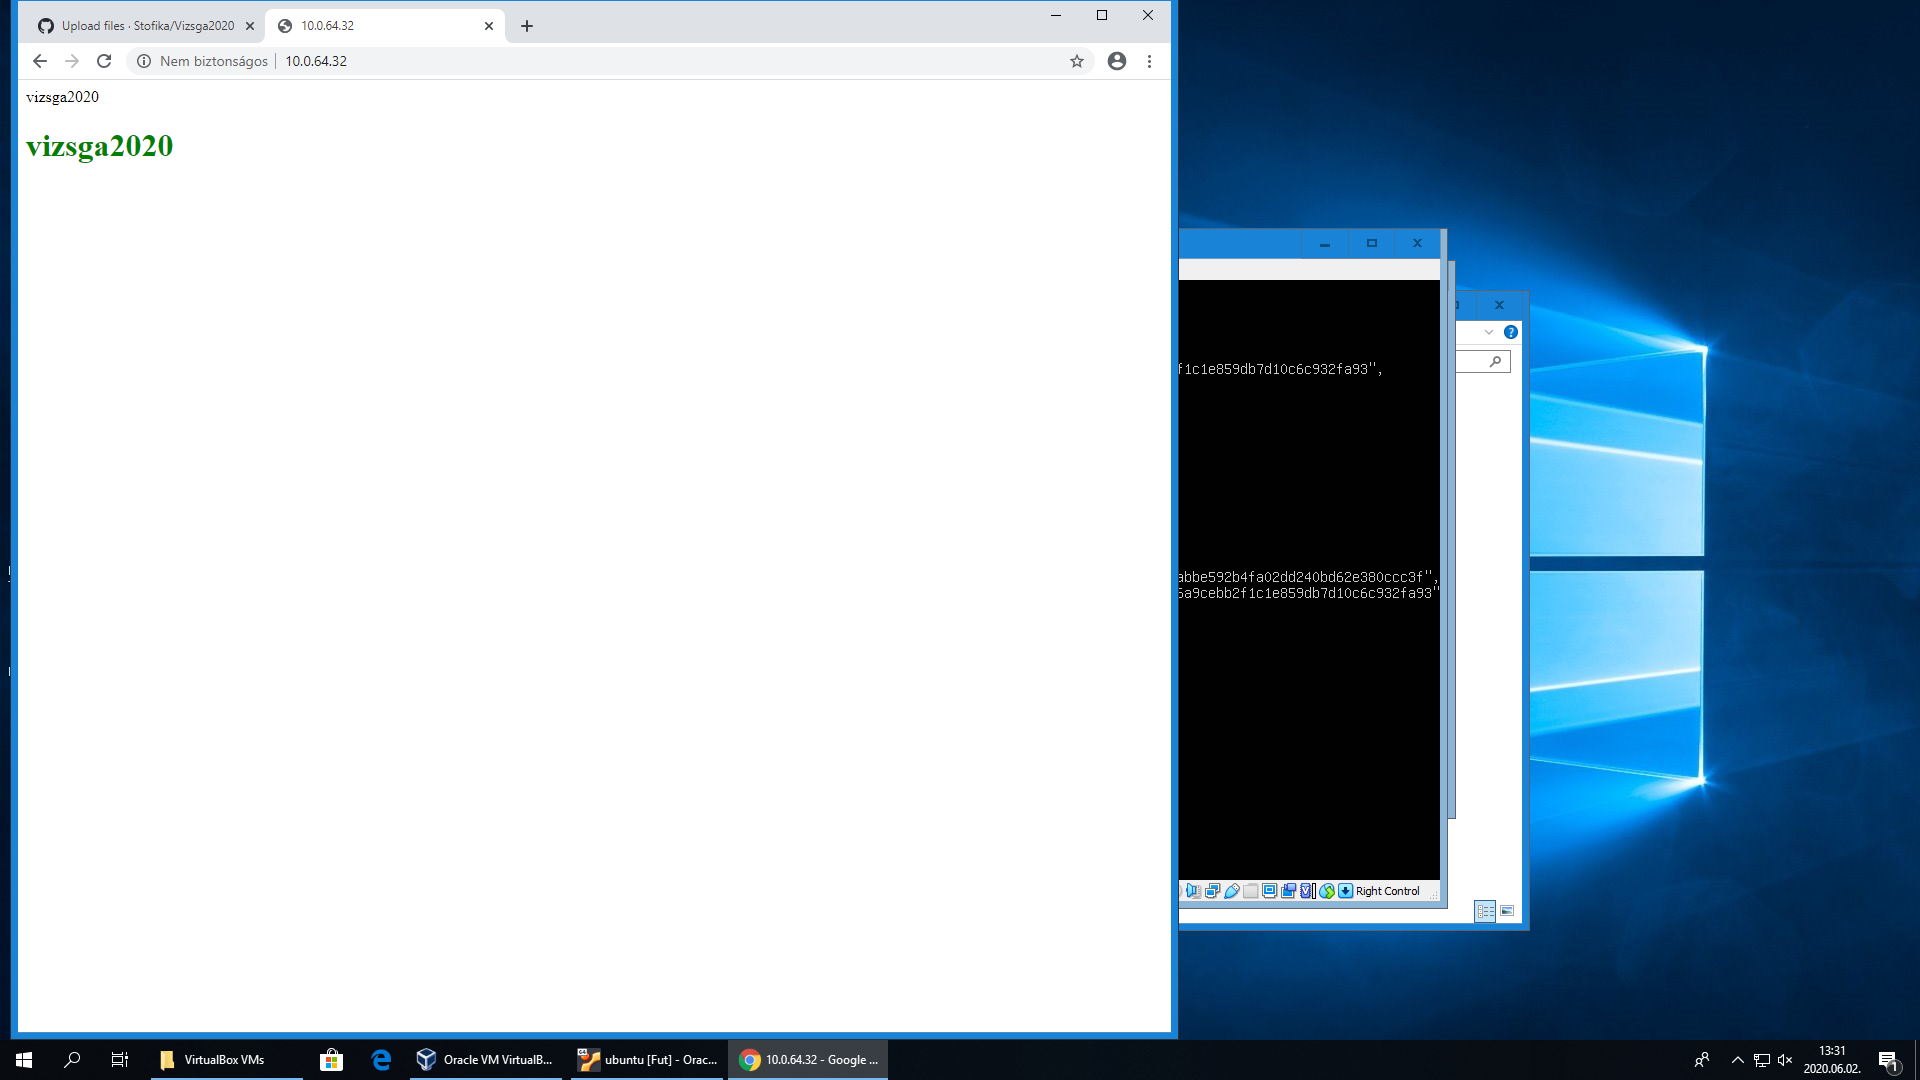 Upload files · Stofika/Vizsga2020
10.0.64.32
Nem biztonságos
10.0.64.32
vizsga2020
vizsga2020
f1c1e859db7d10c6c932fa93",
abbe592b4fa02dd240bd62e380ccc3f",
6a9cebb2f1c1e859db7d10c6c932fa93"
Right Control
VirtualBox VMs
Oracle VM VirtualB...
64
ubuntu [Fut] - Orac...
10.0.64.32 - Google ...
13:31
2020.06.02.
1